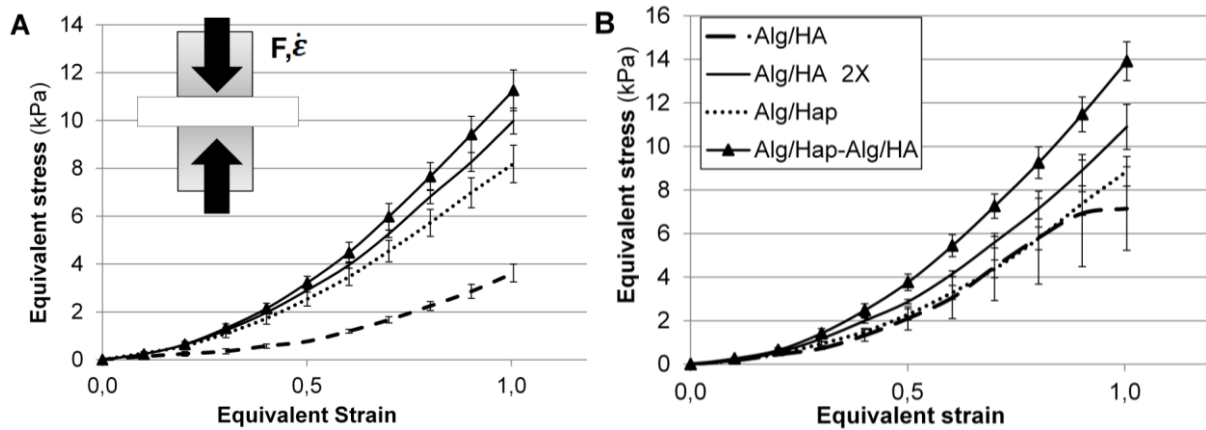 A
Equivalent stress (kPa)
14
12
10
8
6
4
2
0
0,0
0,5
1,0
Equivalent Strain
F,ε̇
B
Equivalent stress (kPa)
16
14
12
10
8
6
4
2
0
0,0
0,5
1,0
Equivalent strain
Alg/HA
Alg/HA 2X
Alg/Hap
Alg/Hap-Alg/HA